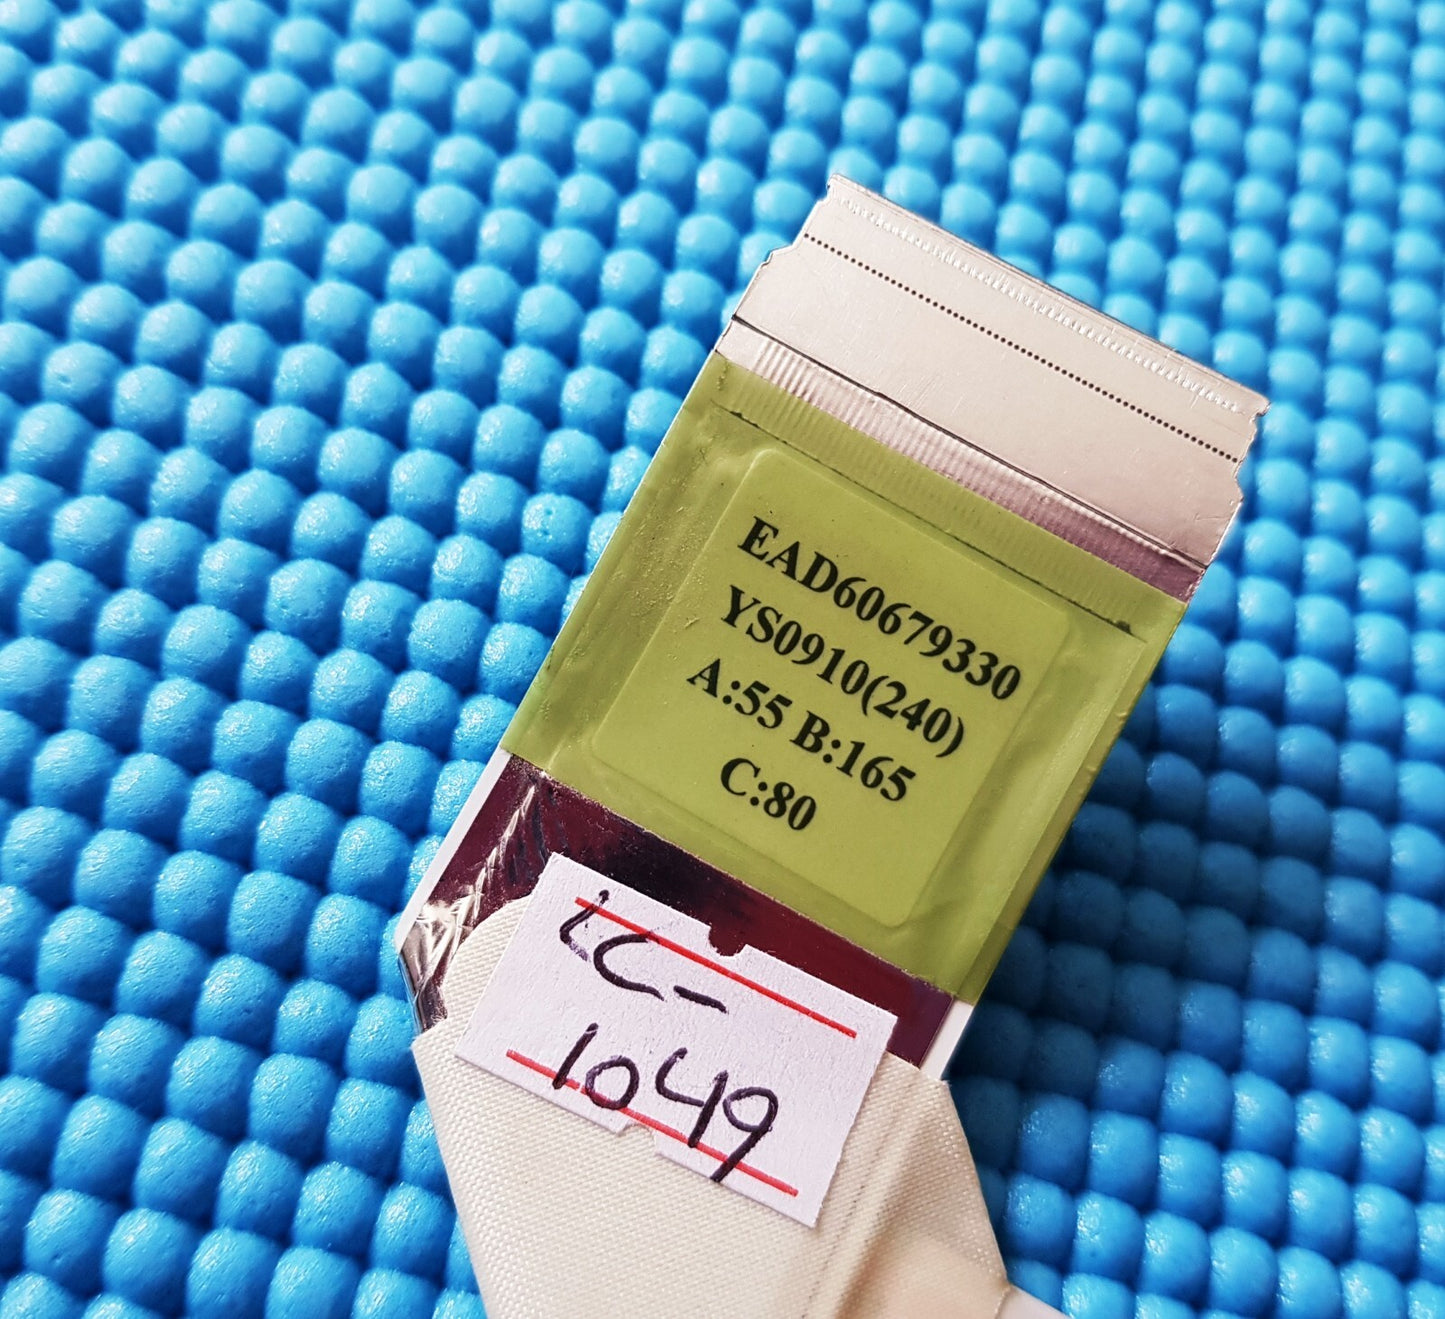 EAD60679330
YS0910(240)
A:55 B:165
C:80
LC-
1049